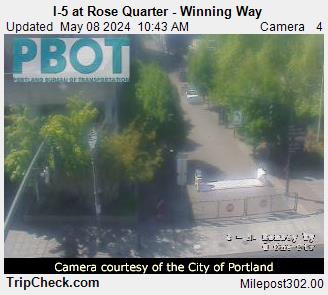 I-5 at Rose Quarter - Winning Way
Updated May 08 2024 10:43 AM Camera 4
PBOT
PORTLAND BUREAU OF TRANSPORTATION
Camera courtesy of the City of Portland
TripCheck.com Milepost302.00